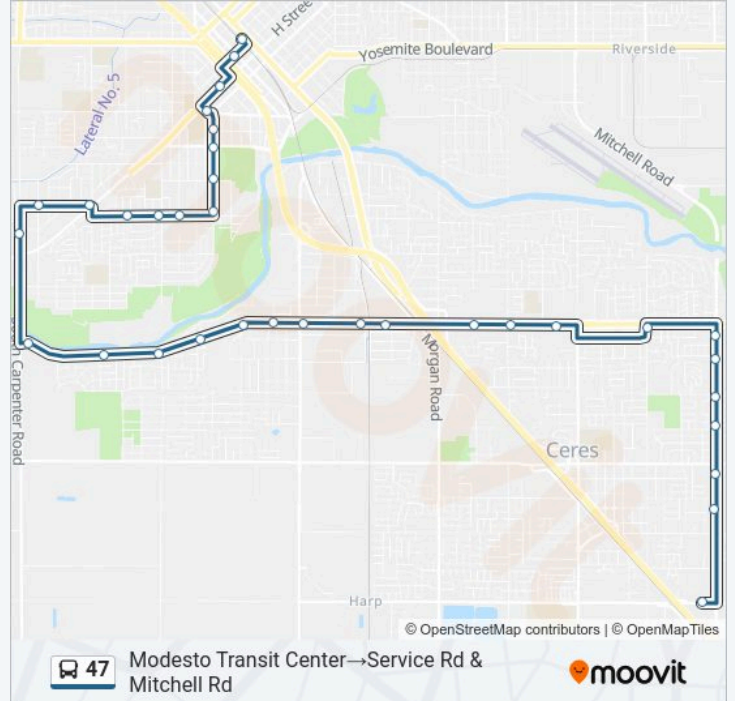 H Stree
Yosemite Boulevard
Riverside
Lateral No. 5
Mitchell Road
Morgan Road
Carpenter Road
Ceres
Harp
© OpenStreetMap contributors | © OpenMapTiles
47
Modesto Transit Center→Service Rd &
Mitchell Rd
moovit